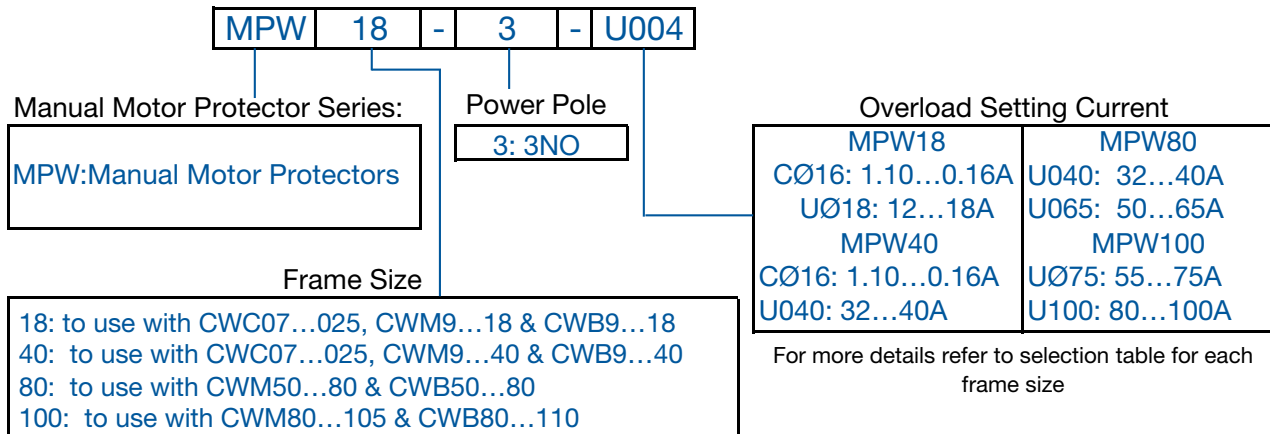 MPW 18 - 3 - U004
Manual Motor Protector Series:
MPW:Manual Motor Protectors
Power Pole
3: 3NO
Frame Size
18: to use with CWC07…025, CWM9…18 & CWB9…18
40: to use with CWC07…025, CWM9…40 & CWB9…40
80: to use with CWM50…80 & CWB50…80
100: to use with CWM80…105 & CWB80…110
Overload Setting Current
MPW18
CØ16: 1.10…0.16A
UØ18: 12…18A
MPW40
CØ16: 1.10…0.16A
U040: 32…40A
MPW80
U040: 32…40A
U065: 50…65A
MPW100
UØ75: 55…75A
U100: 80…100A
For more details refer to selection table for each
frame size